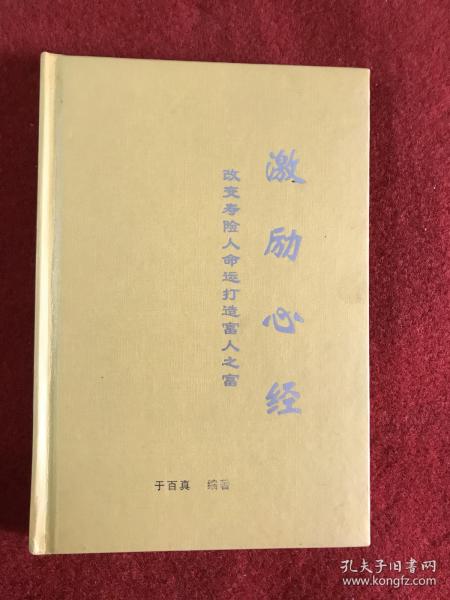 激励心经
改变寿险人命运打造富人之富
于百真 编著
孔夫子旧书网
www.kongfz.com